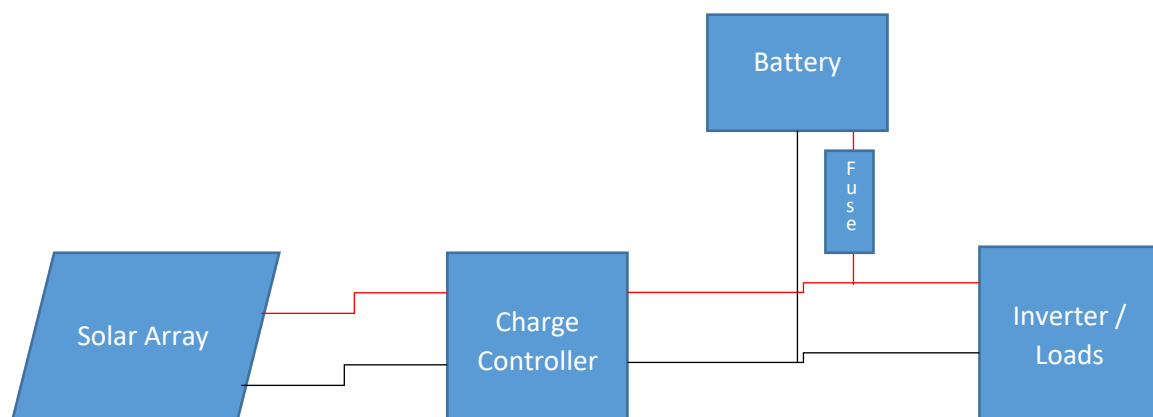 Battery
F
u
s
e
Solar Array
Charge
Controller
Inverter /
Loads